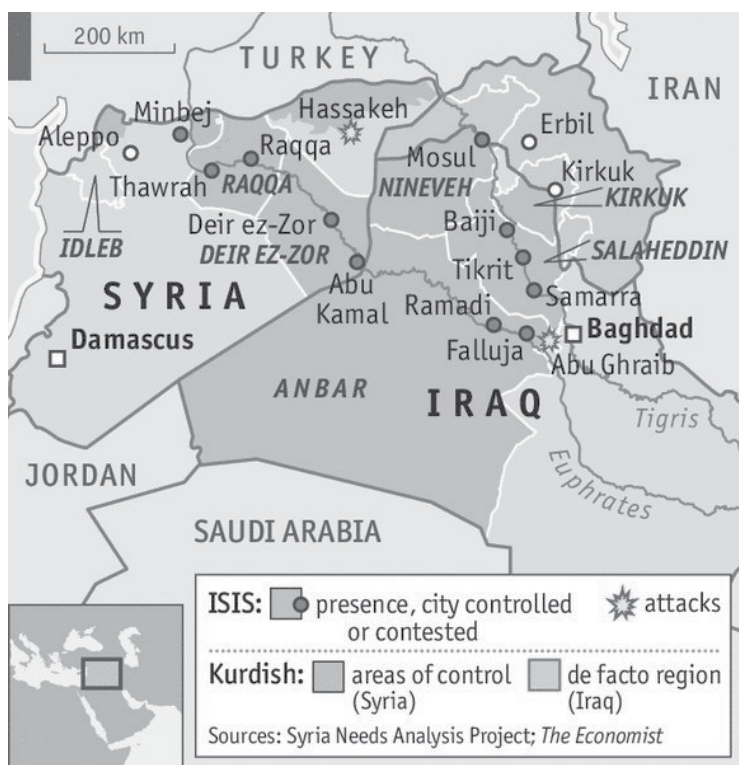 200 km
TURKEY
IRAN
Minbej
Hassakeh
Aleppo
Raqqa
Erbil
Mosul
Thawrah
RAQQA
NINEVEH
Kirkuk
KIRKUK
Deir ez-Zor
Baiji
IDLEB
DEIR EZ-ZOR
SALAHEDDIN
Tikrit
SYRIA
Abu
Kamal
Ramadi
Samarra
Damascus
Falluja
Baghdad
Abu Ghraib
ANBAR
IRAQ
Tigris
JORDAN
Euphrates
SAUDI ARABIA
ISIS: presence, city controlled
or contested
attacks
Kurdish: areas of control
(Syria)
de facto region
(Iraq)
Sources: Syria Needs Analysis Project; The Economist